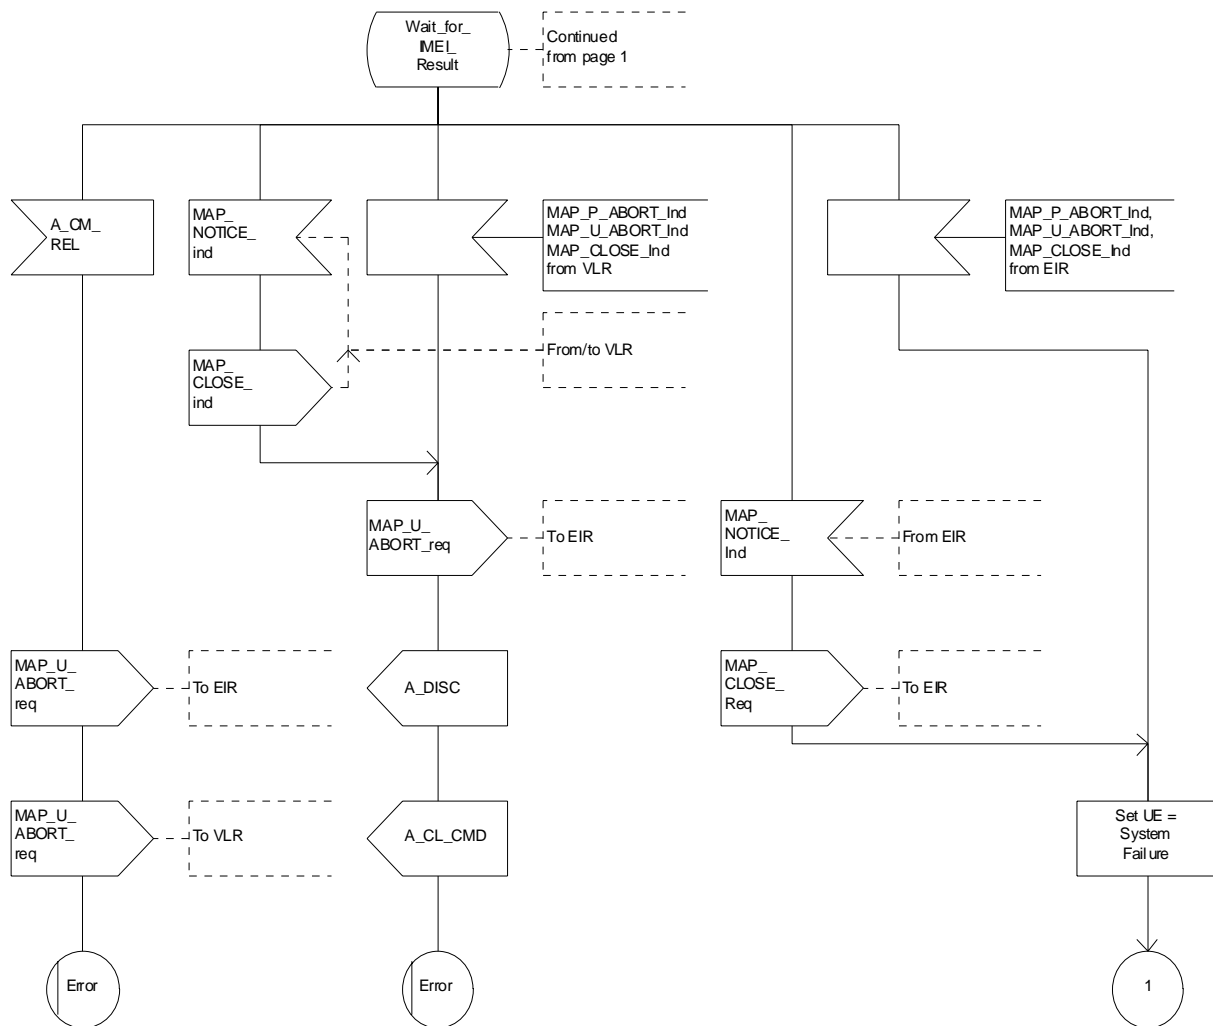 Wait_for_
IMEI_
Result
Continued
from page 1
A_CM_
REL
MAP_
NOTICE_
ind
MAP_P_ABORT_Ind
MAP_U_ABORT_Ind
MAP_CLOSE_Ind
from VLR
MAP_P_ABORT_Ind,
MAP_U_ABORT_Ind,
MAP_CLOSE_Ind
from EIR
MAP_
CLOSE_
ind
From/to VLR
MAP_U_
ABORT_req
To EIR
MAP_
NOTICE_
Ind
From EIR
MAP_U_
ABORT_
req
To EIR
A_DISC
MAP_
CLOSE_
Req
To EIR
MAP_U_
ABORT_
req
To VLR
A_CL_CMD
Set UE =
System
Failure
Error
Error
1